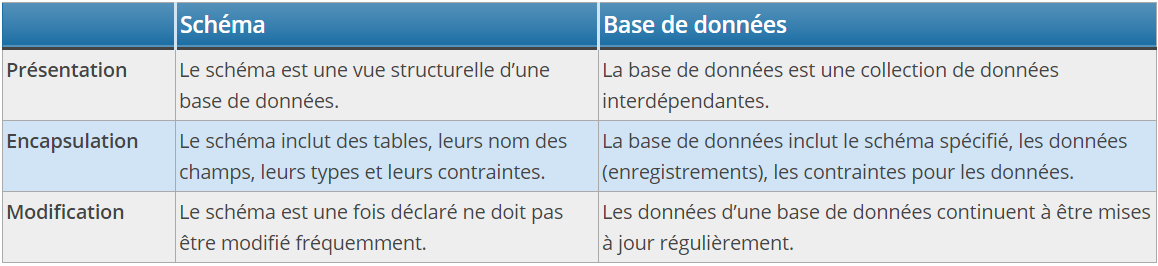 Schéma Base de données
Présentation Le schéma est une vue structurelle d’une La base de données est une collection de données
base de données. interdépendantes.
Encapsulation Le schéma inclut des tables, leurs nom des La base de données inclut le schéma spécifié, les données
champs, leurs types et leurs contraintes. (enregistrements), les contraintes pour les données.
Modification Le schéma est une fois déclaré ne doit pas Les données d’une base de données continuent à être mises
être modifié fréquemment. à jour régulièrement.